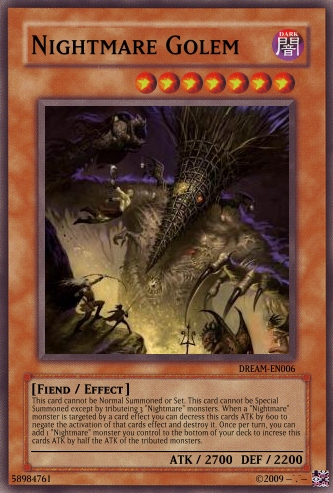 Nightmare Golem
DARK
闇
DREAM-EN006
[Fiend / Effect]
This card cannot be Normal Summoned or Set. This card cannot be Special
Summoned except by tributeing 3 "Nightmare" monsters. When a "Nightmare"
monster is targeted by a card effect you can decress this cards ATK by 600 to
negate the activation of that cards effect and destroy it. Once per turn, you can
add 1 "Nightmare" monster you control to the bottom of your deck to increse this
cards ATK by half the ATK of the tributed monsters.
ATK / 2700 DEF / 2200
58984761
©2009 – . –